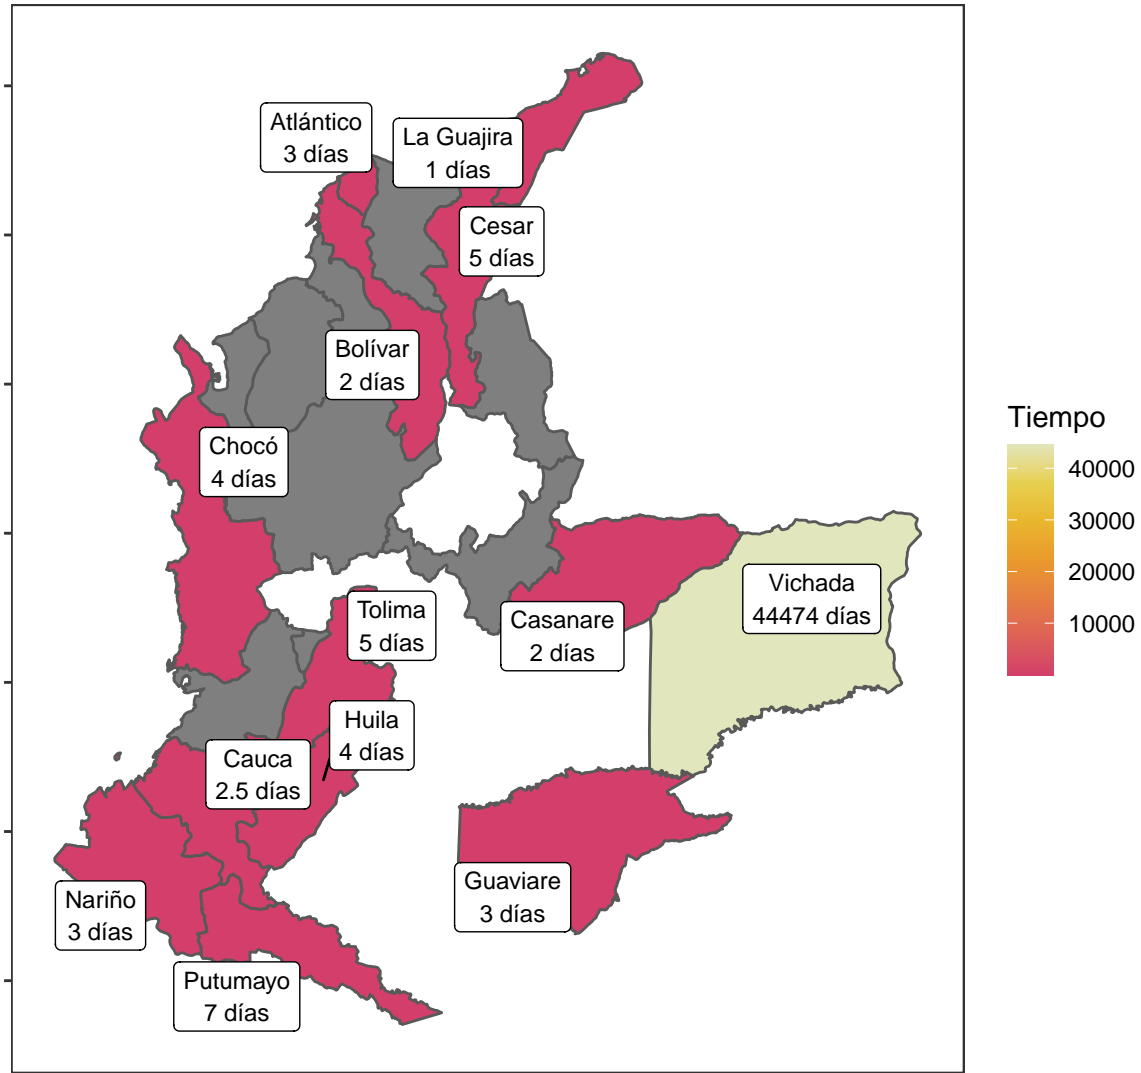 Atlántico
3 días
La Guajira
1 días
Cesar
5 días
Bolívar
2 días
Chocó
4 días
Tolima
5 días
Casanare
2 días
Vichada
44474 días
Huila
4 días
Cauca
2.5 días
Nariño
3 días
Guaviare
3 días
Putumayo
7 días
Tiempo
40000
30000
20000
10000